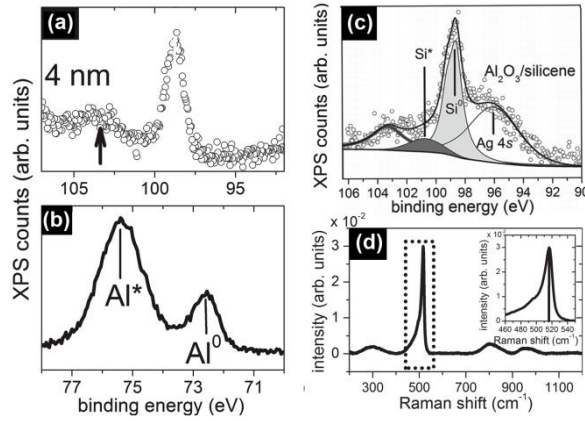 (a)
4 nm
105 100 95
XPS counts (arb. units)
(b)
Al*
Al0
77 75 73 71
binding energy (eV)
(c)
Si*
Si0
Ag 4s
Al2O3/silicene
XPS counts (arb. units)
106 104 102 100 98 96 94 92 90
binding energy (eV)
(d)
x 10-2
3
2
1
0
intensity (arb. units)
300 500 700 900 1100
Raman shift (cm-1)
3
2
1
0
intensity (arb. units)
460 480 500 520 540
Raman shift (cm-1)